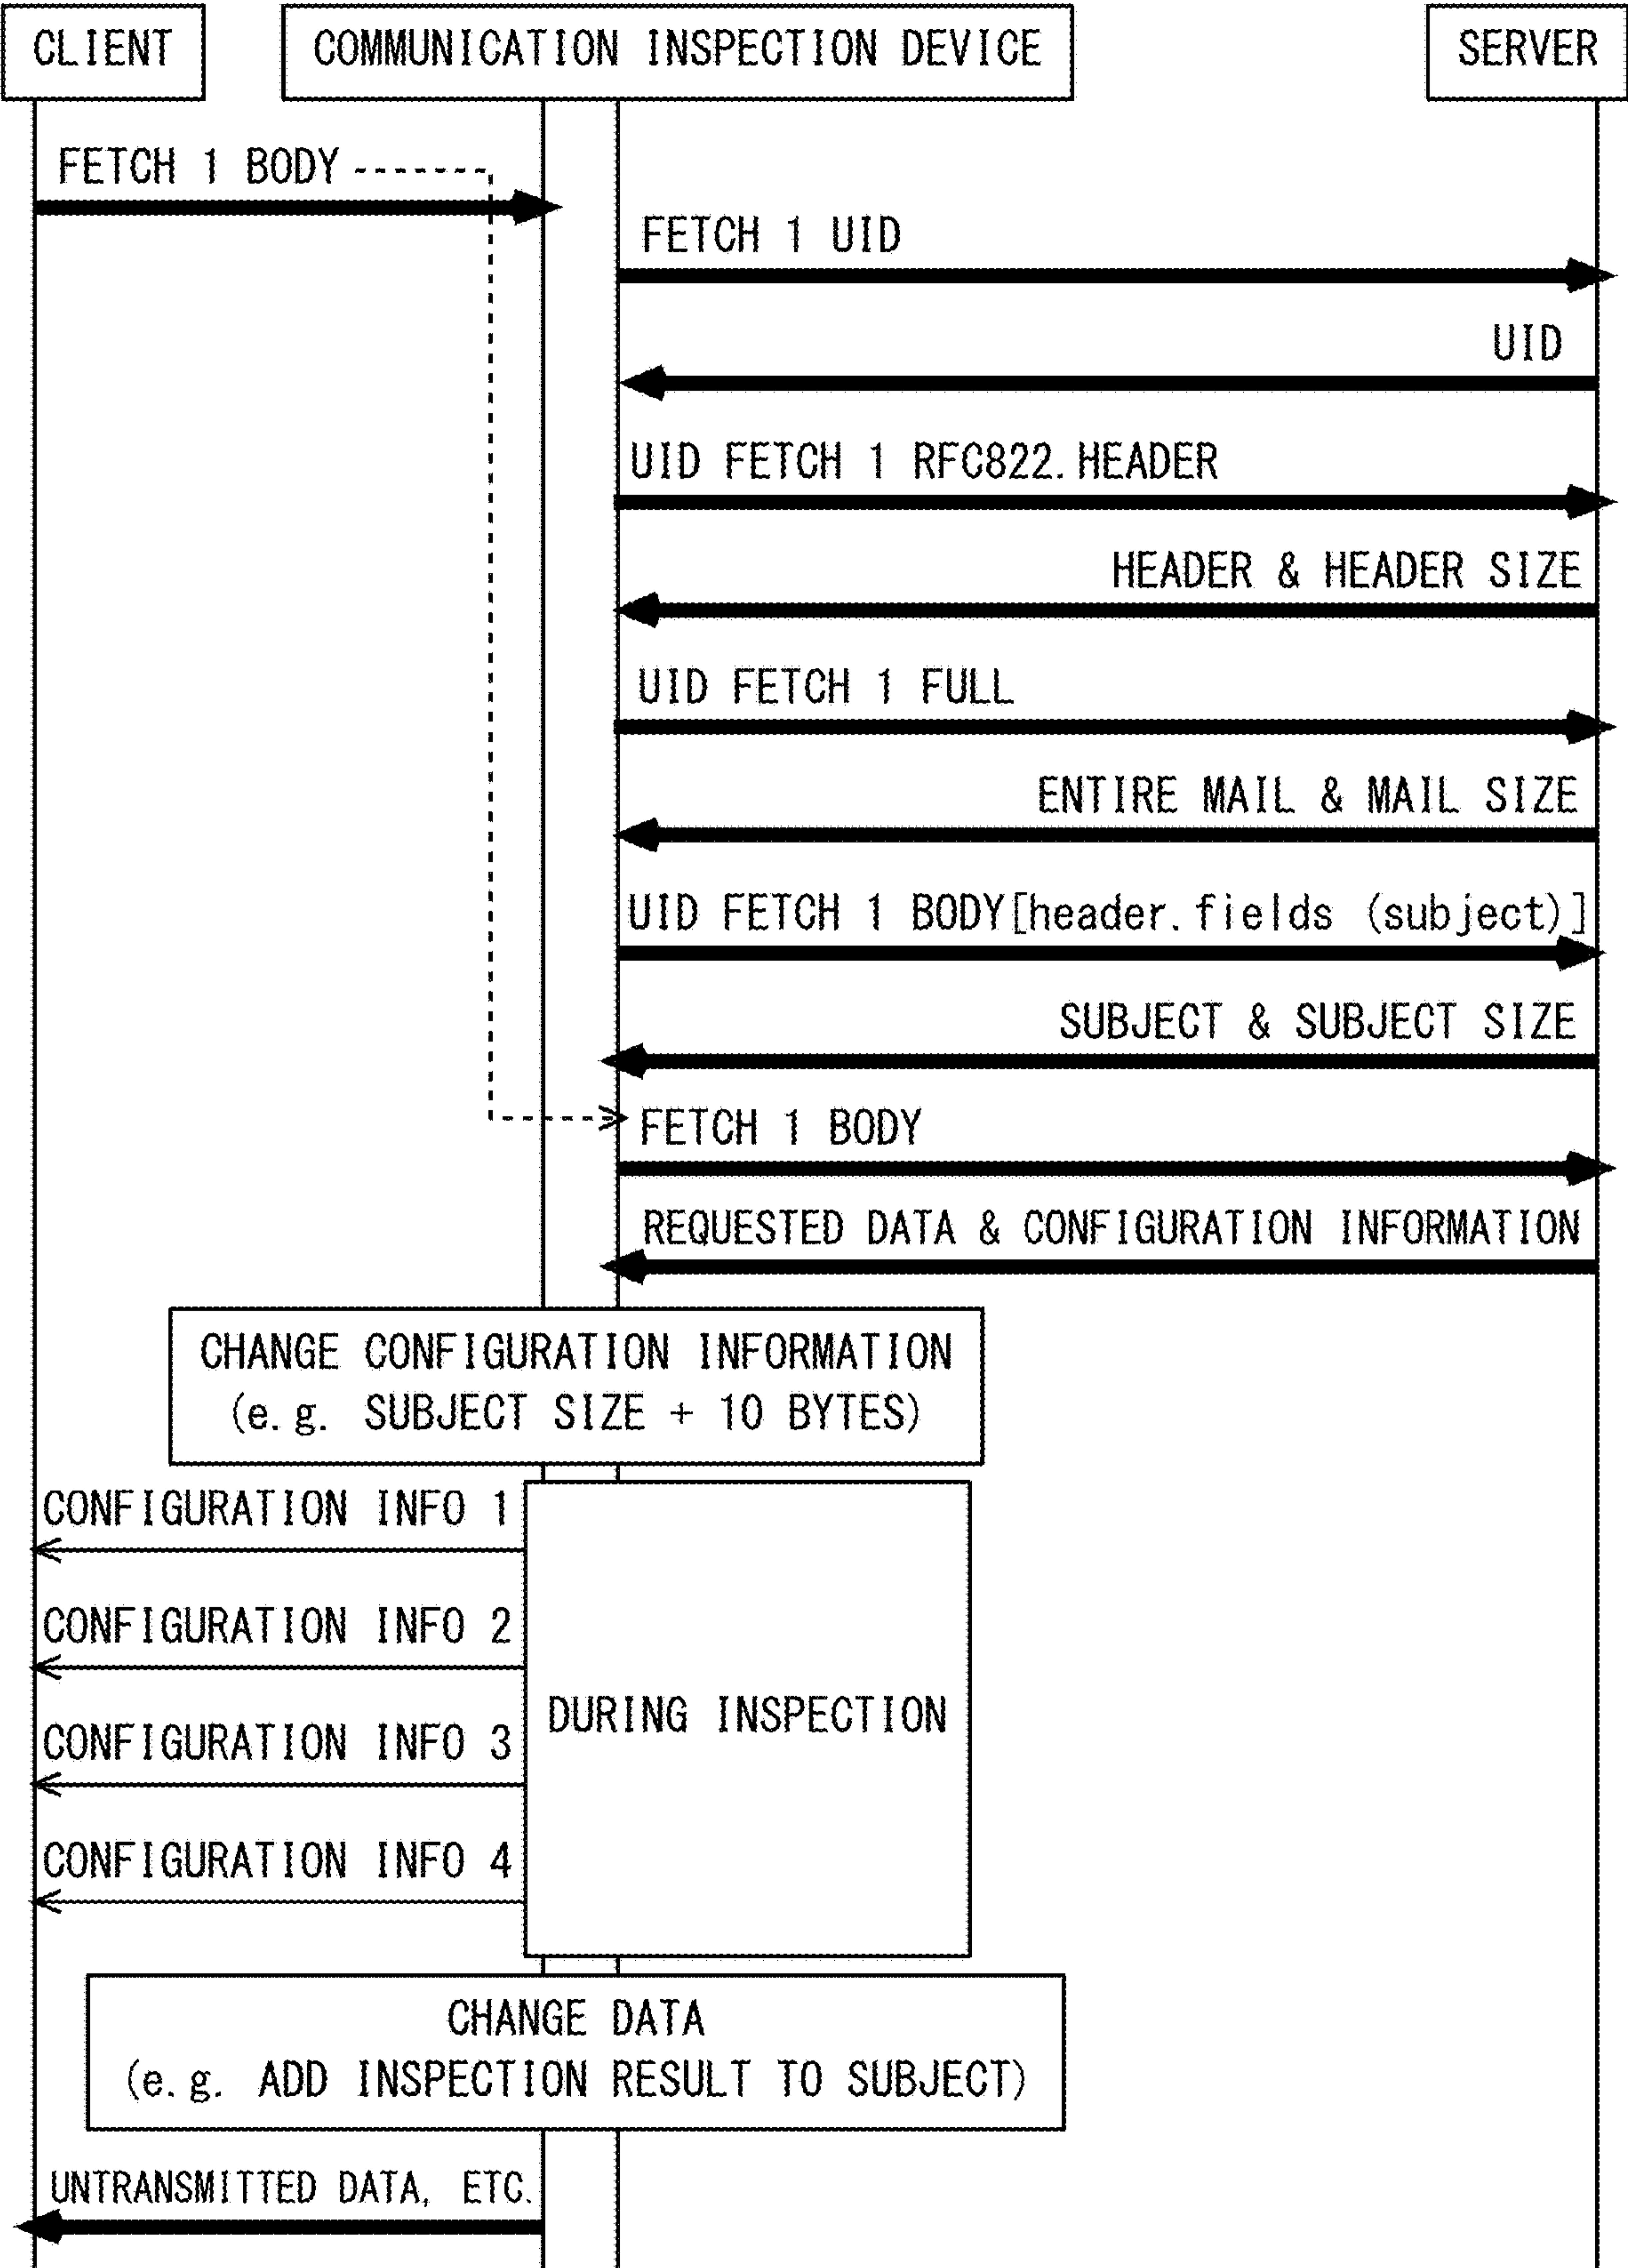 CLIENT
COMMUNICATION INSPECTION DEVICE
SERVER
FETCH 1 BODY
FETCH 1 UID
UID
UID FETCH 1 RFC822.HEADER
HEADER & HEADER SIZE
UID FETCH 1 FULL
ENTIRE MAIL & MAIL SIZE
UID FETCH 1 BODY[header.fields (subject)]
SUBJECT & SUBJECT SIZE
FETCH 1 BODY
REQUESTED DATA & CONFIGURATION INFORMATION
CHANGE CONFIGURATION INFORMATION
(e.g. SUBJECT SIZE + 10 BYTES)
CONFIGURATION INFO 1
CONFIGURATION INFO 2
CONFIGURATION INFO 3
DURING INSPECTION
CONFIGURATION INFO 4
CHANGE DATA
(e.g. ADD INSPECTION RESULT TO SUBJECT)
UNTRANSMITTED DATA, ETC.